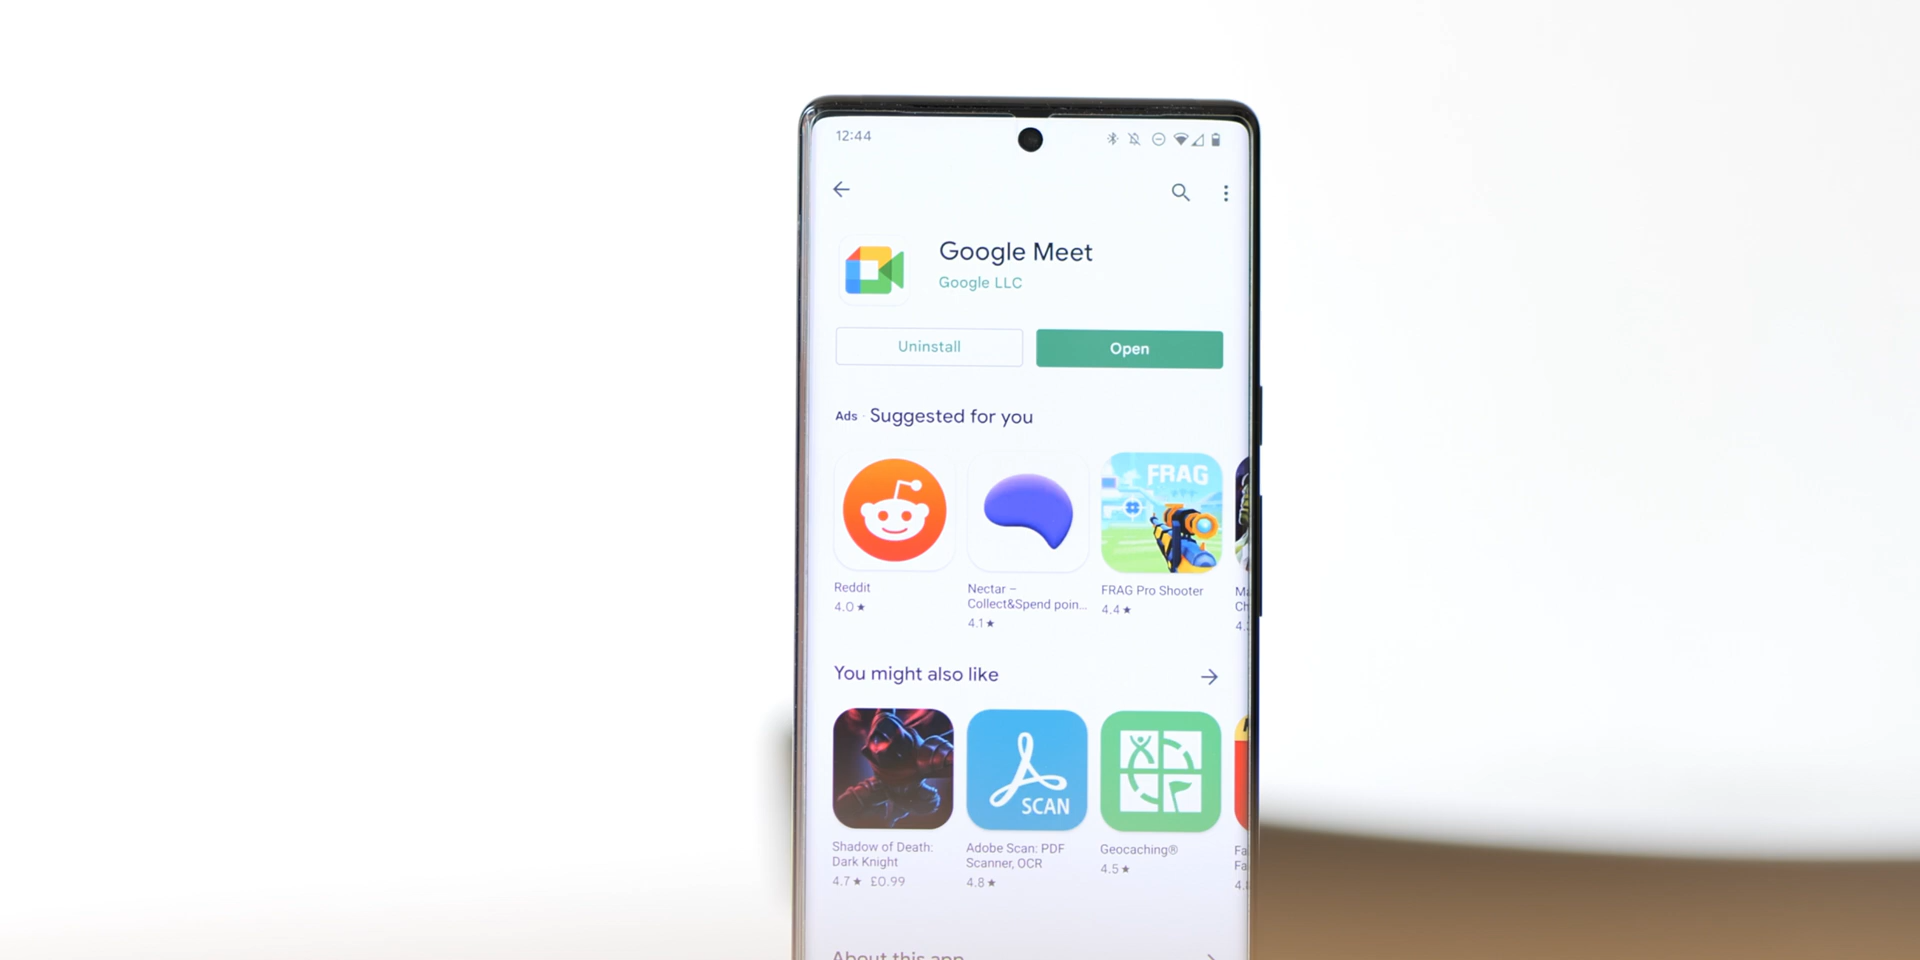 12:44
Google Meet
Google LLC
Uninstall
Open
Ads · Suggested for you
FRAG
Reddit
4.0★
Nectar –
Collect&Spend poin...
4.1★
FRAG Pro Shooter
4.4★
You might also like
SCAN
Shadow of Death:
Dark Knight
4.7★ £0.99
Adobe Scan: PDF
Scanner, OCR
4.8★
Geocaching®
4.5★
About this app